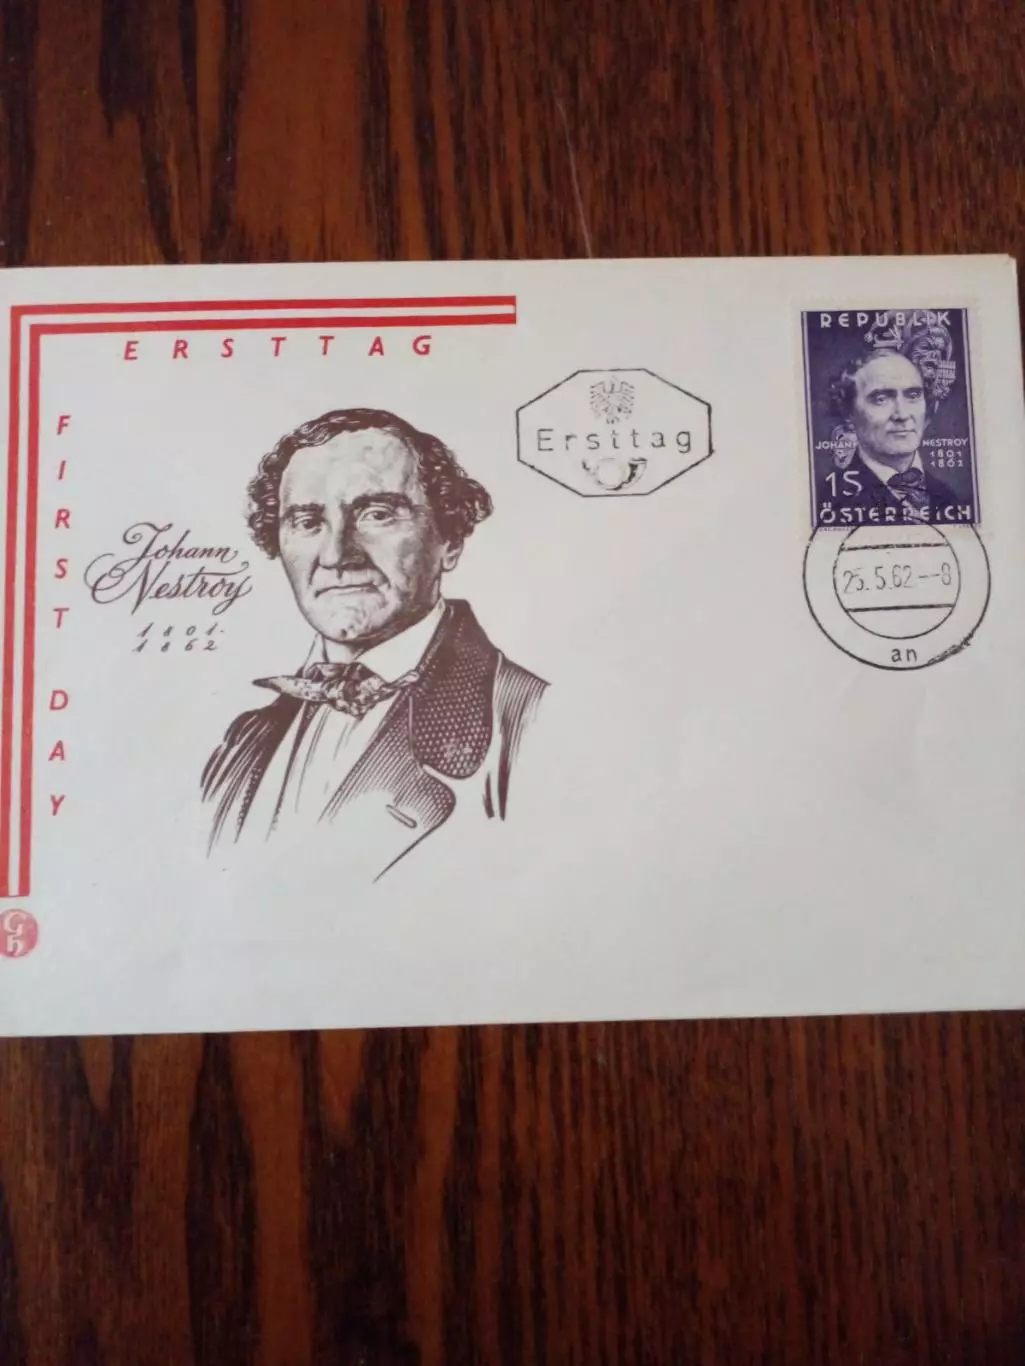 ERSTTAG
FIRST DAY
Johann
Nestroy
1801.
1862
Ersttag
REPUBLIK
JOHANN NESTROY
1801
1862
1S
ÖSTERREICH
25.5.62.--8
an